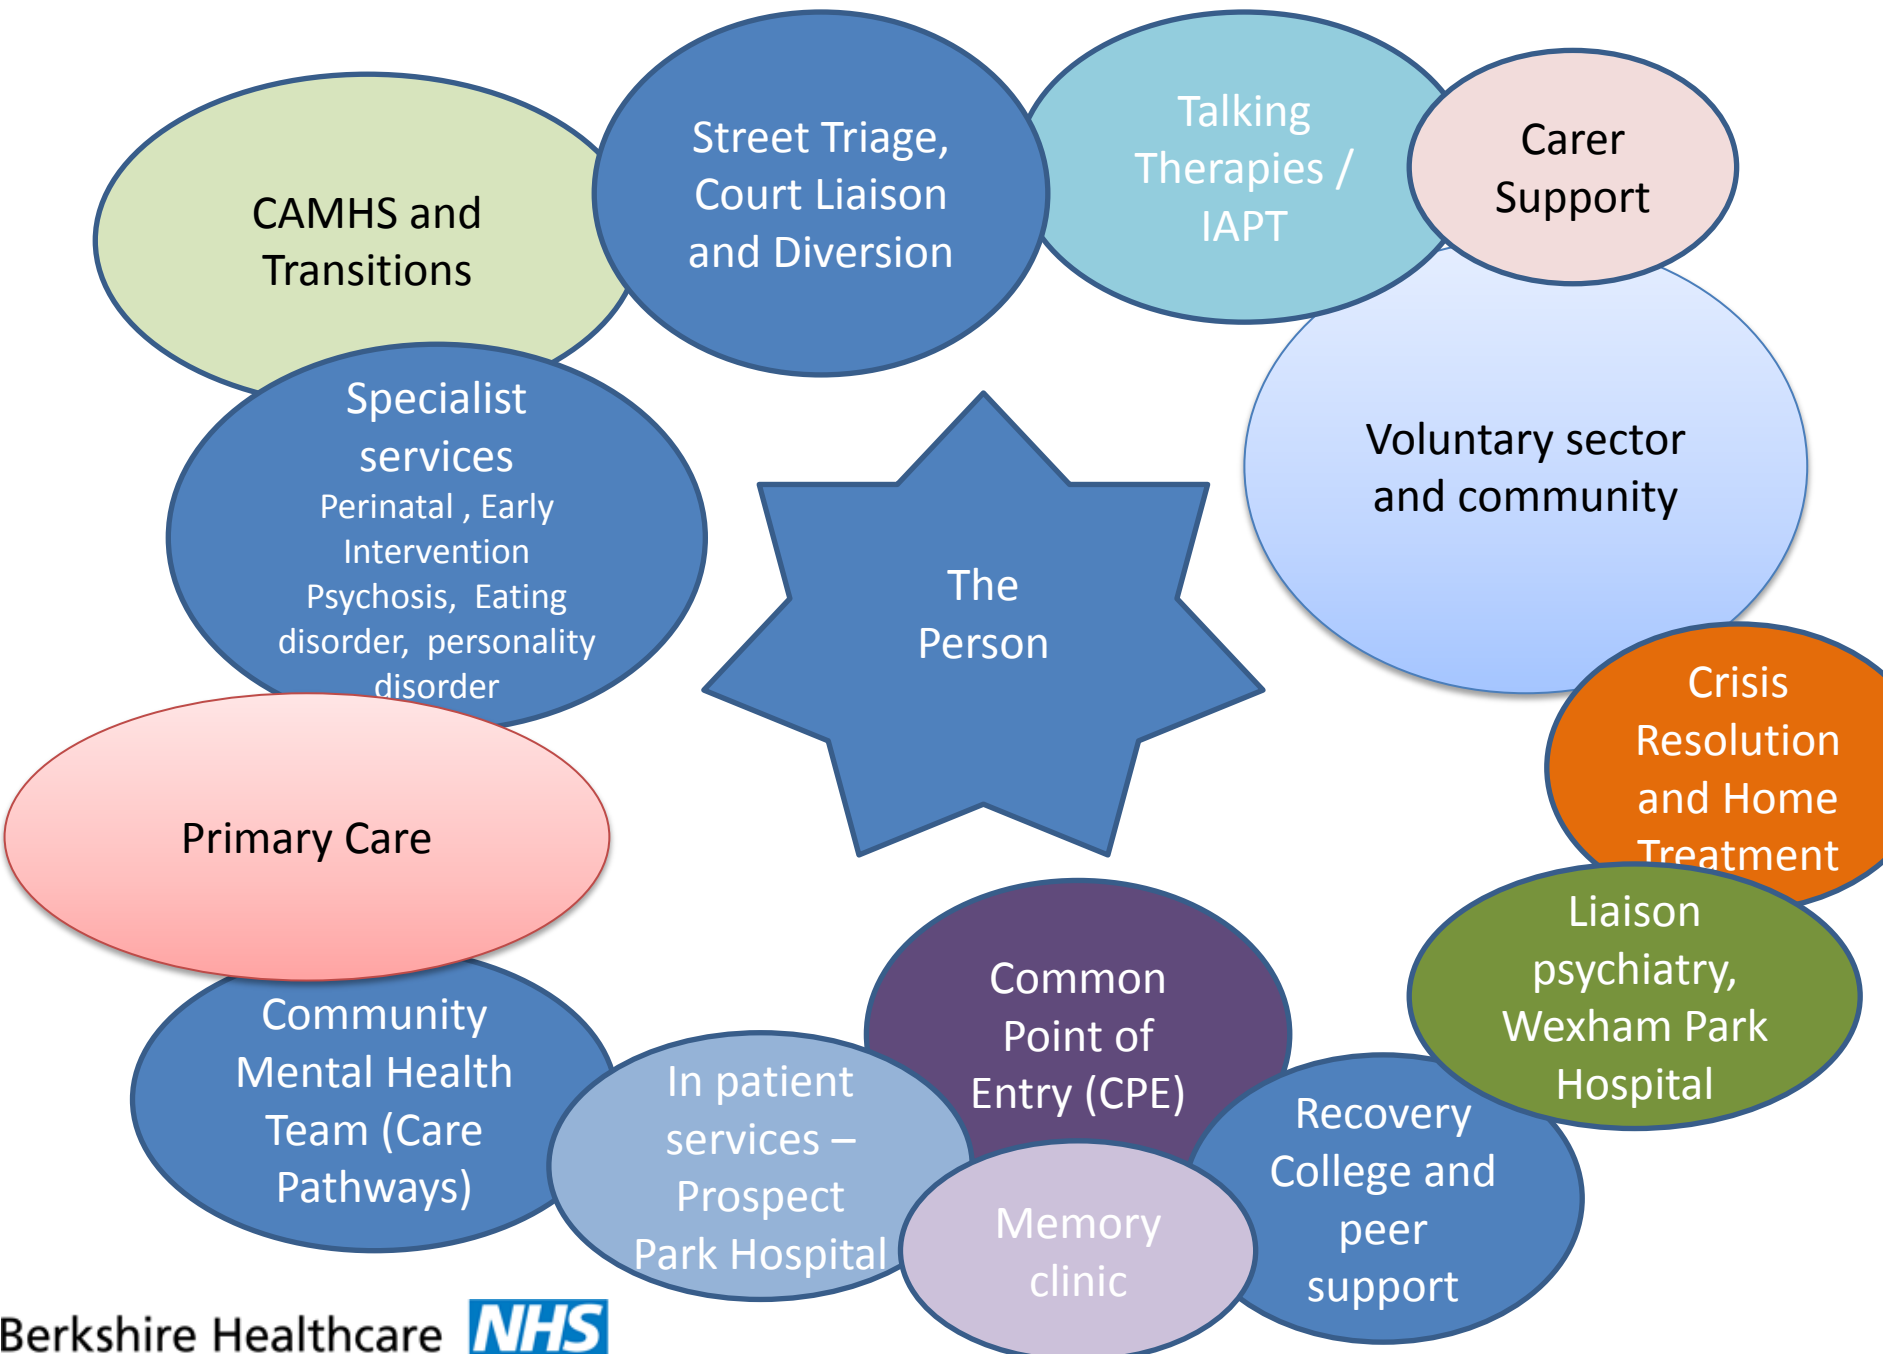 CAMHS and
Transitions
Street Triage,
Court Liaison
and Diversion
Talking
Therapies /
IAPT
Carer
Support
Specialist
services
Perinatal , Early
Intervention
Psychosis,  Eating
disorder,  personality
disorder
The
Person
Voluntary sector
and community
Crisis
Resolution
and Home
Treatment
Primary Care
Liaison
psychiatry,
Wexham Park
Hospital
Community
Mental Health
Team (Care
Pathways)
In patient
services –
Prospect
Park Hospital
Common
Point of
Entry (CPE)
Memory
clinic
Recovery
College and
peer
support
Berkshire Healthcare NHS